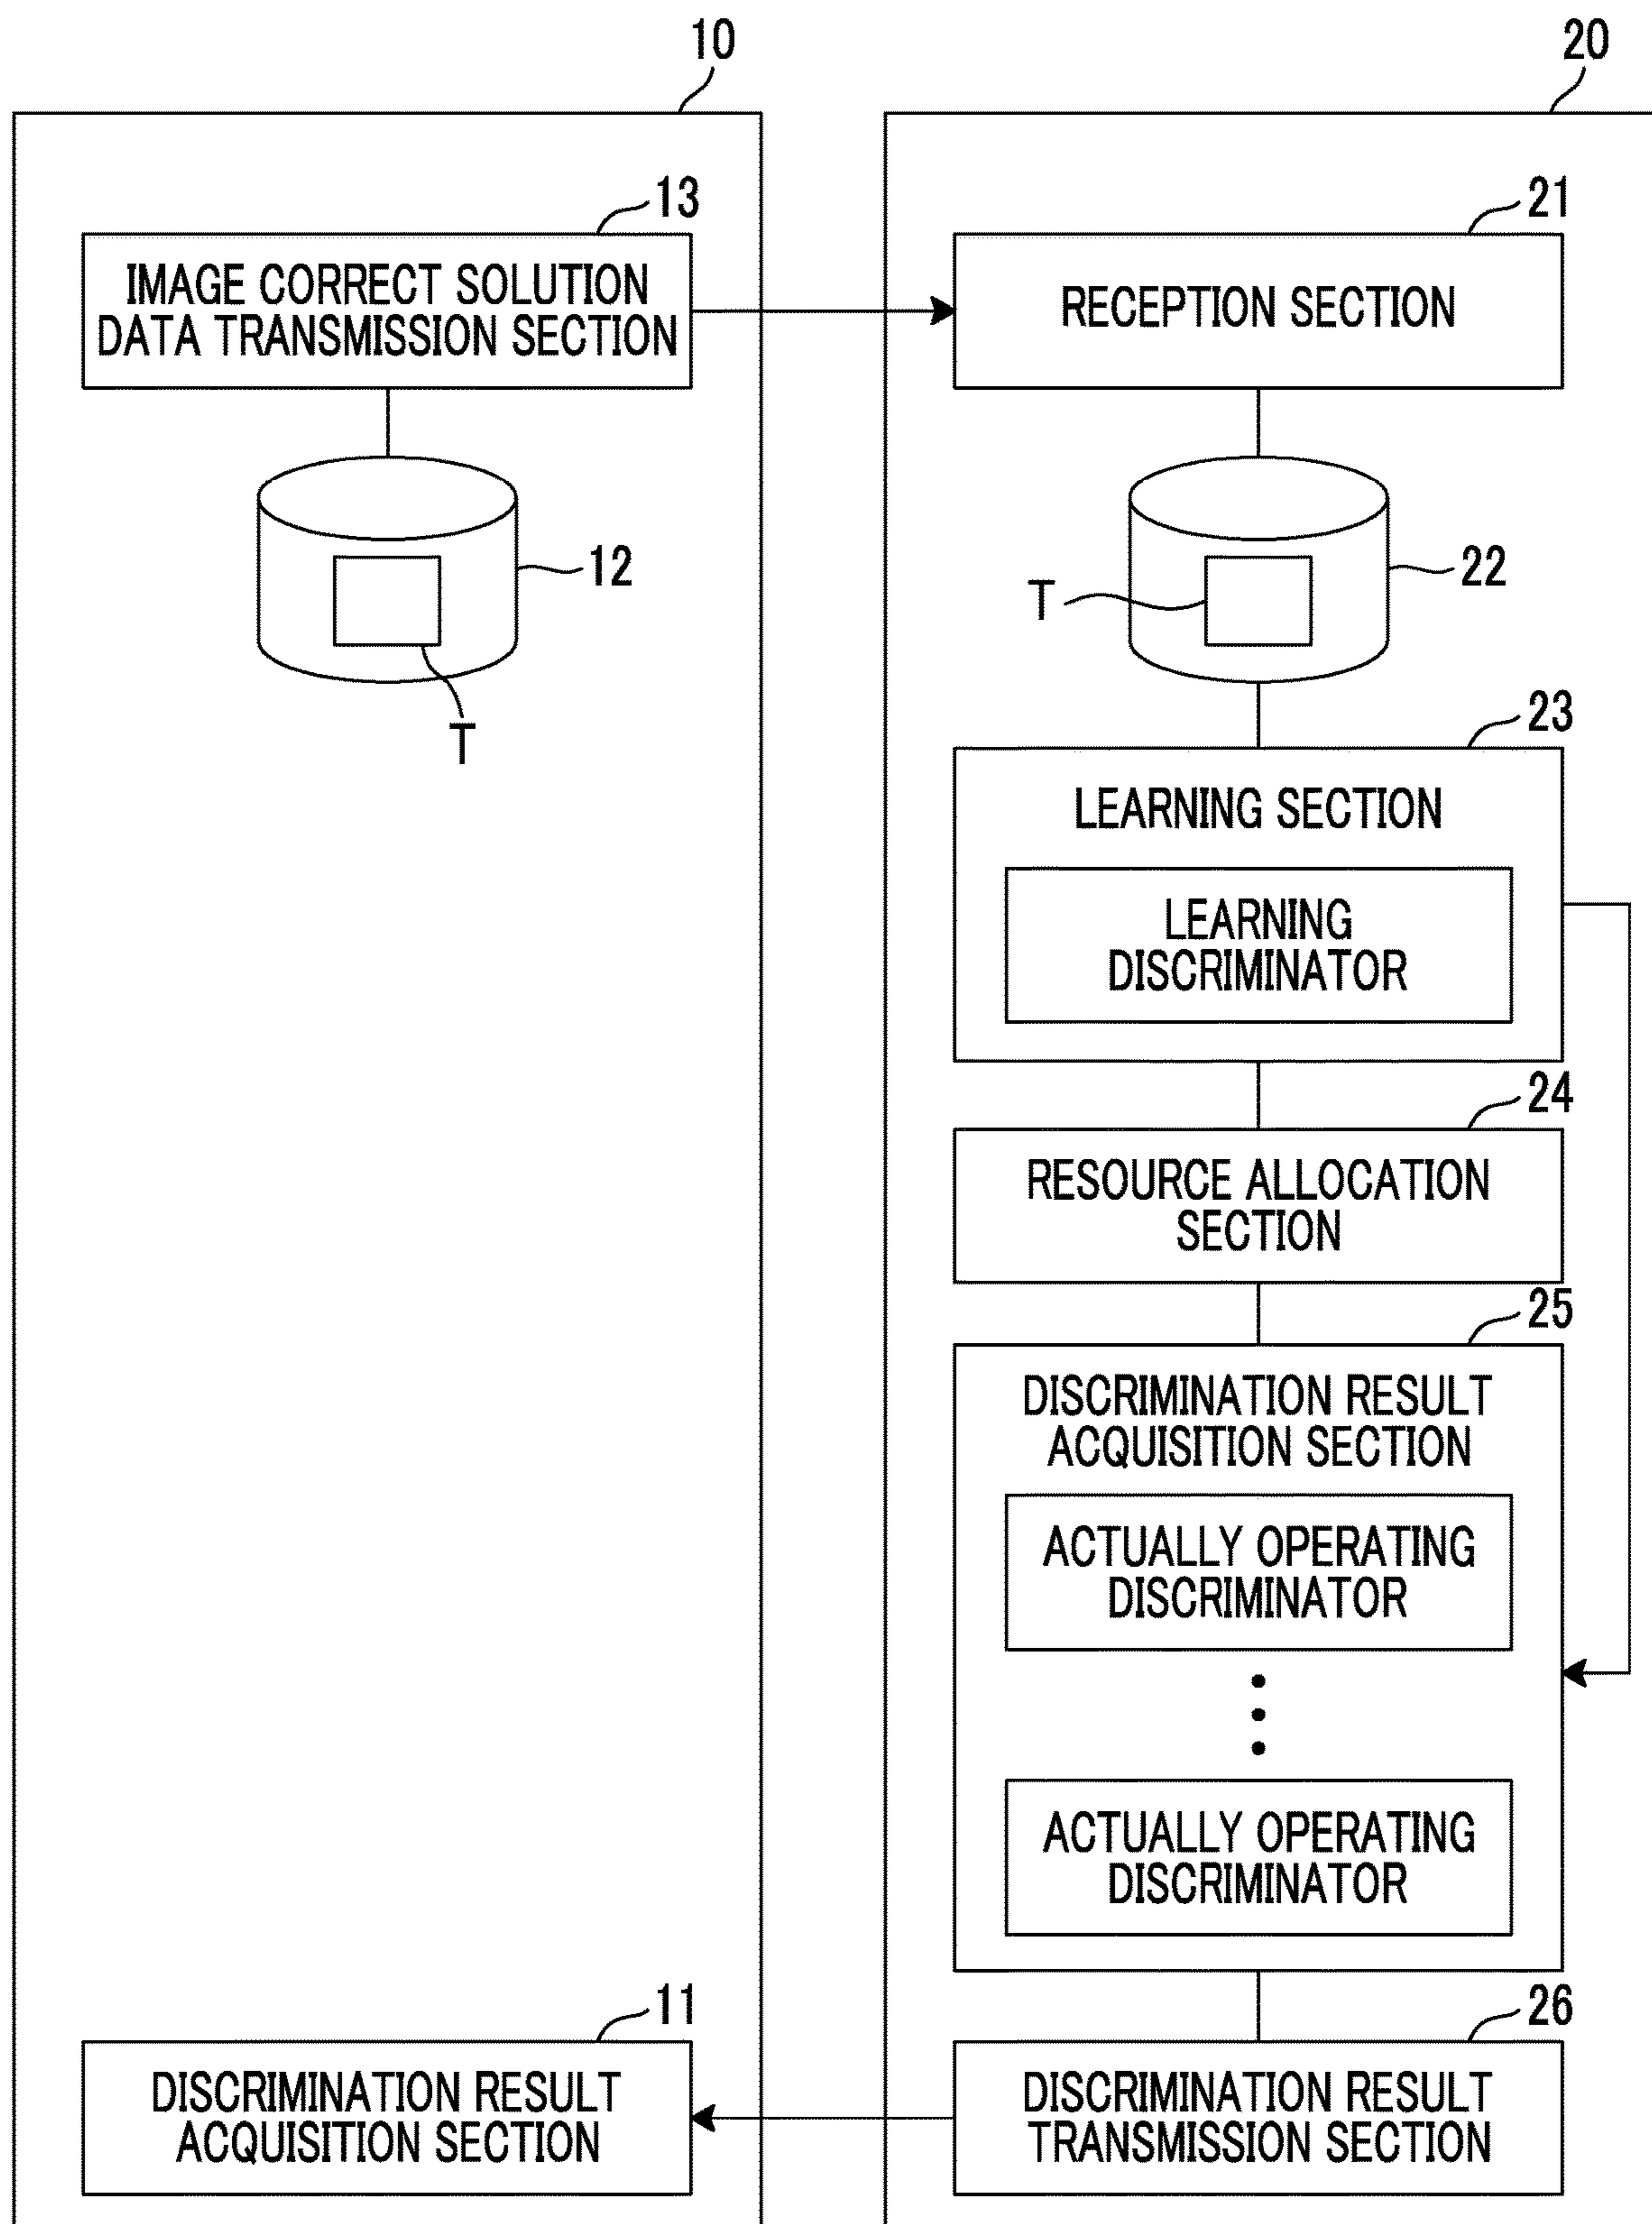 10
20
13
IMAGE CORRECT SOLUTION
DATA TRANSMISSION SECTION
21
RECEPTION SECTION
12
T
T
22
23
LEARNING SECTION
LEARNING
DISCRIMINATOR
24
RESOURCE ALLOCATION
SECTION
25
DISCRIMINATION RESULT
ACQUISITION SECTION
ACTUALLY OPERATING
DISCRIMINATOR
ACTUALLY OPERATING
DISCRIMINATOR
11
DISCRIMINATION RESULT
ACQUISITION SECTION
26
DISCRIMINATION RESULT
TRANSMISSION SECTION